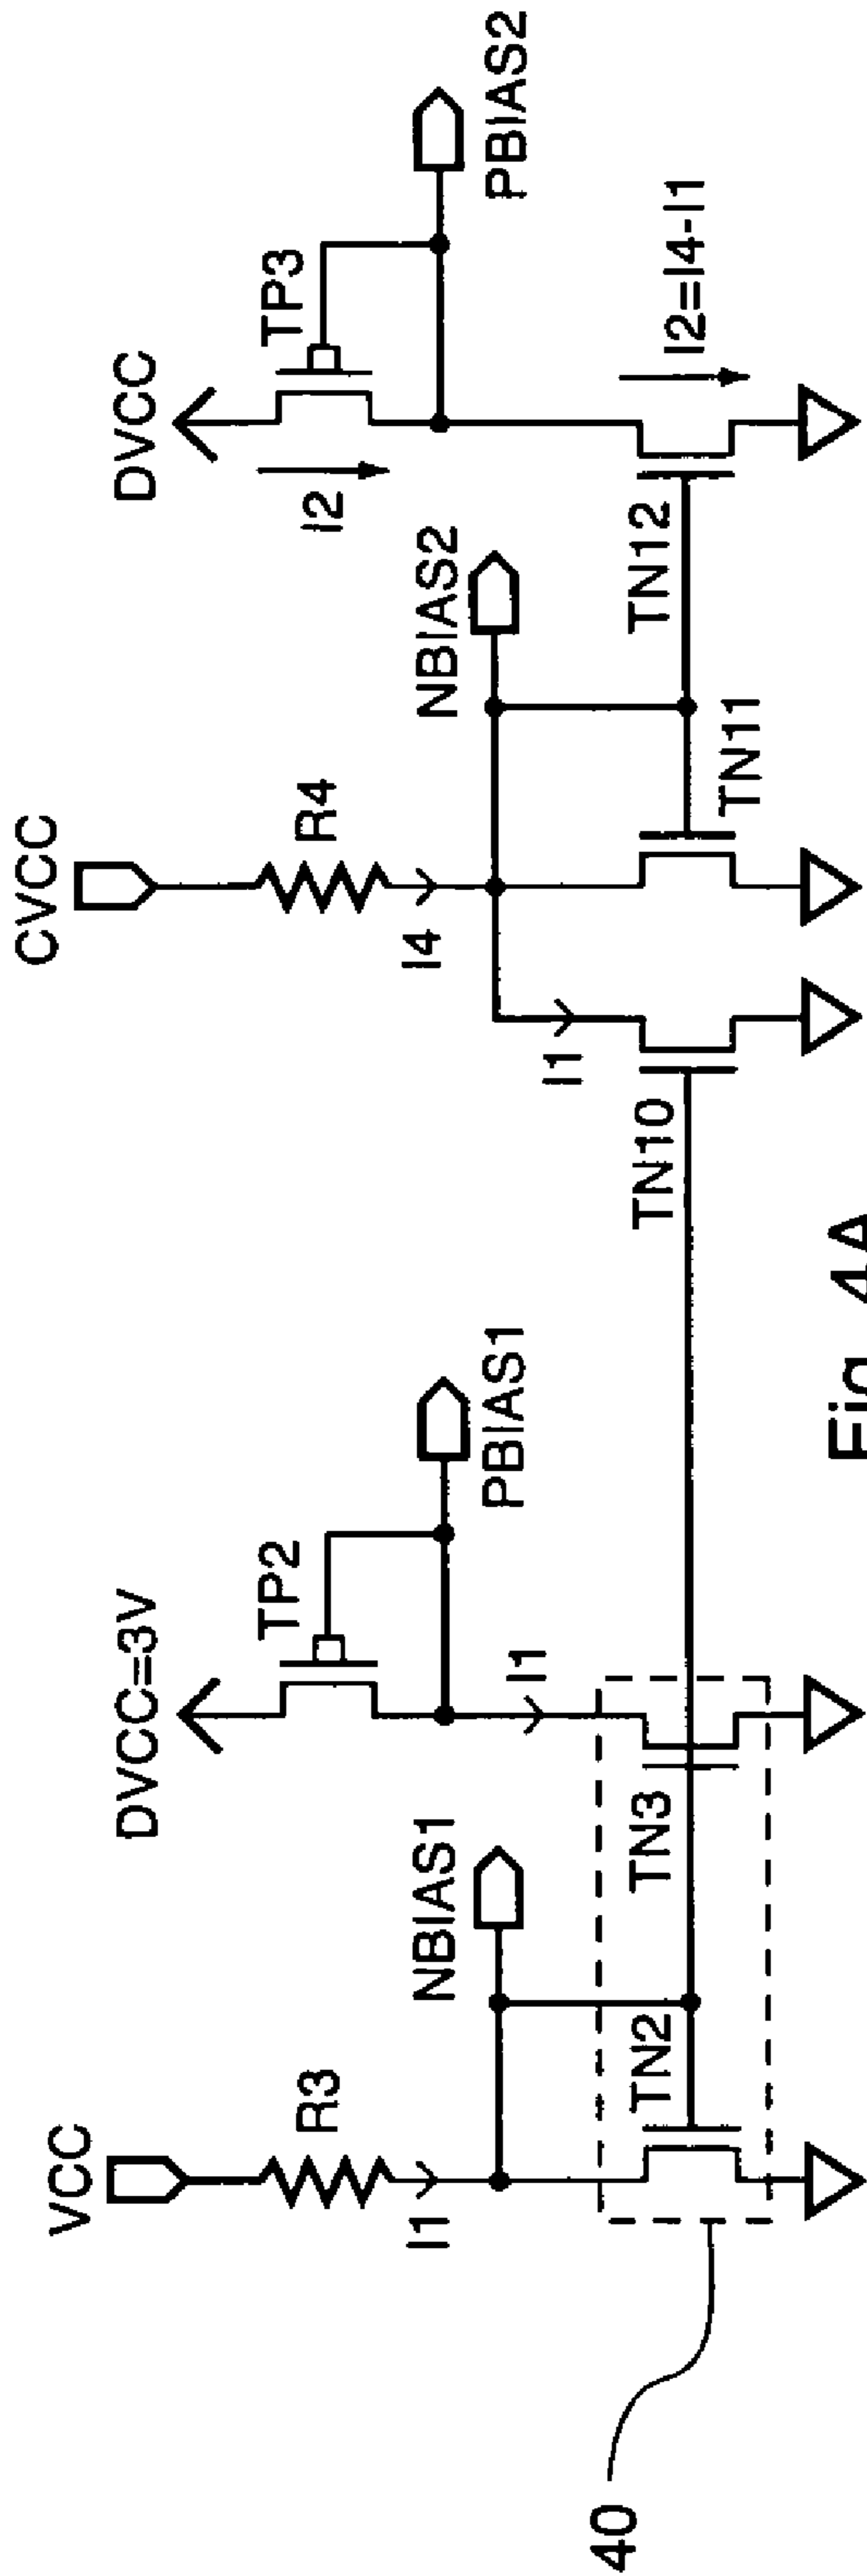 VCC
R3
I1
NBIAS1
TN2
40
DVCC=3V
TP2
PBIAS1
I1
TN3
CVCC
R4
I4
I1
TN10
NBIAS2
TN11
DVCC
TP3
I2
PBIAS2
TN12
I2=I4-I1
Fig. 4A